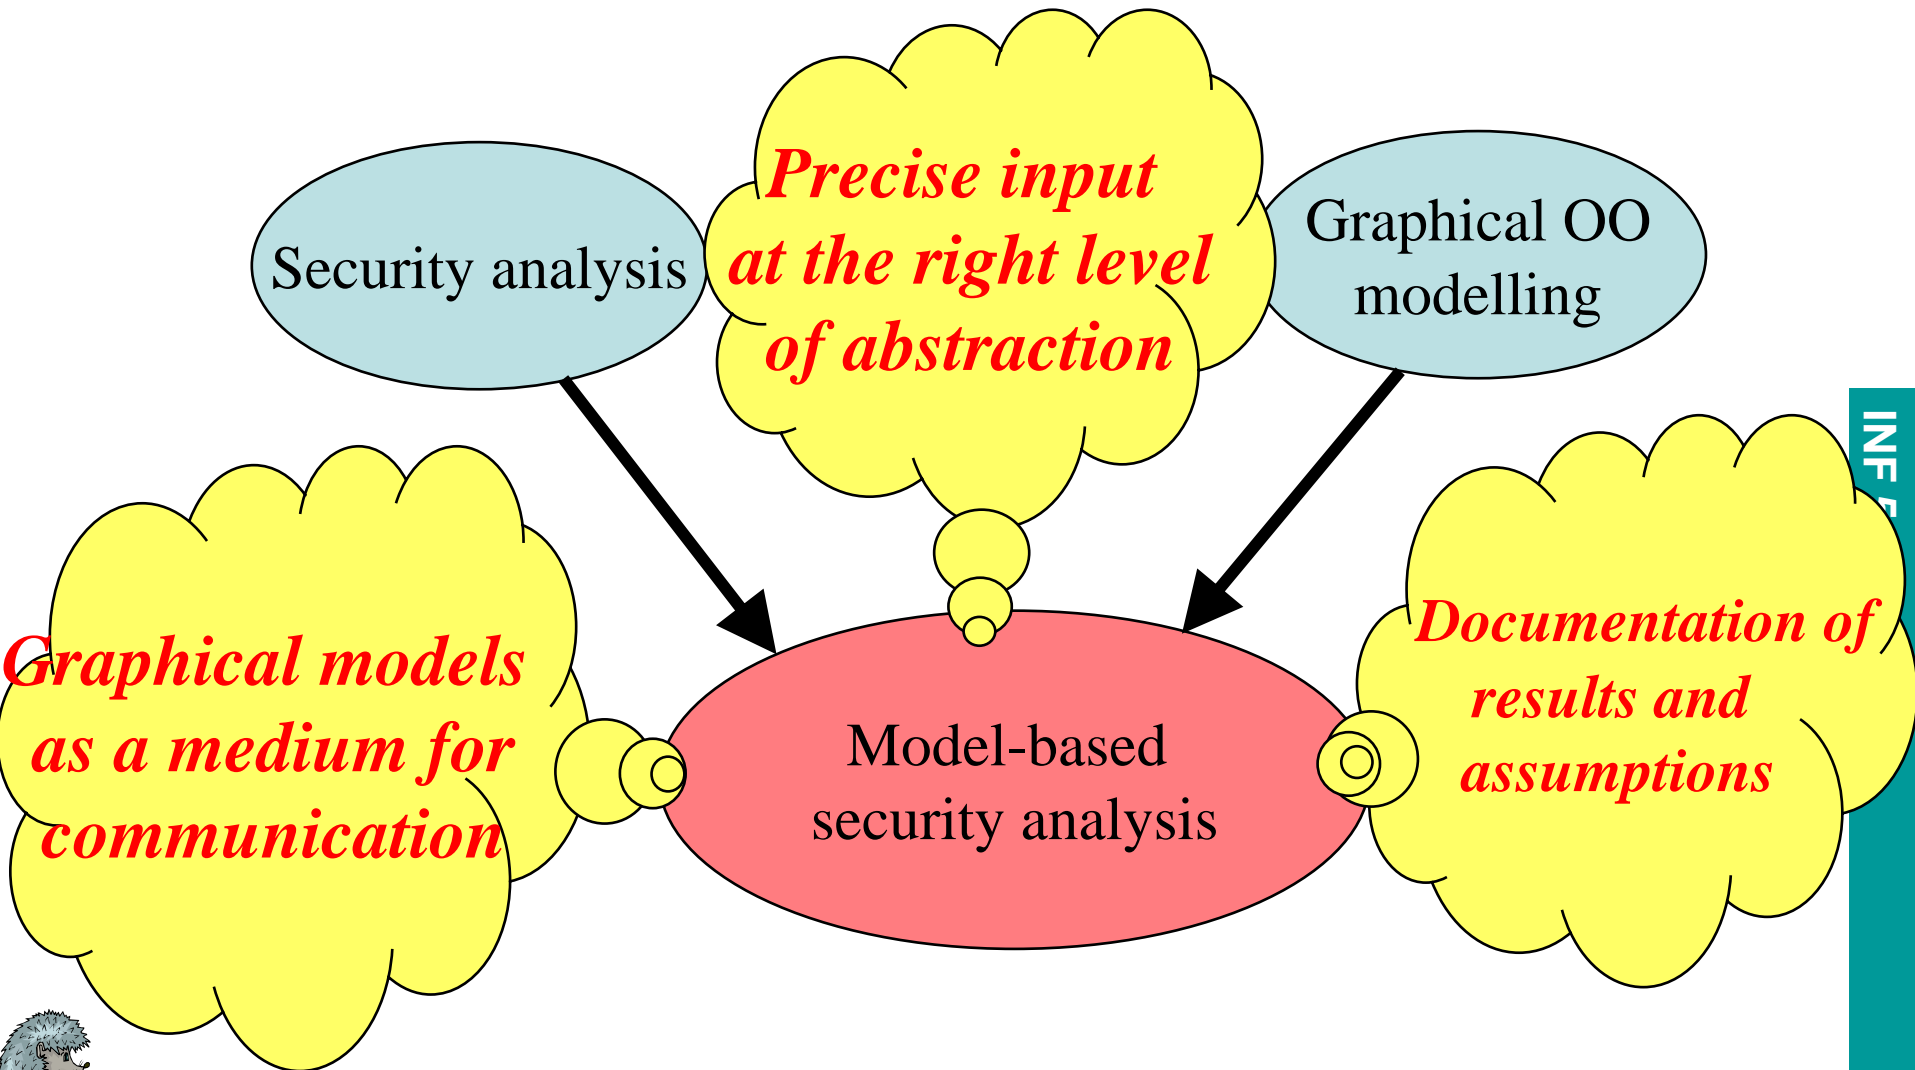 Precise input
at the right level
of abstraction
Security analysis
Graphical OO
modelling
INF
Graphical models
as a medium for
communication
Documentation of
results and
assumptions
Model-based
security analysis